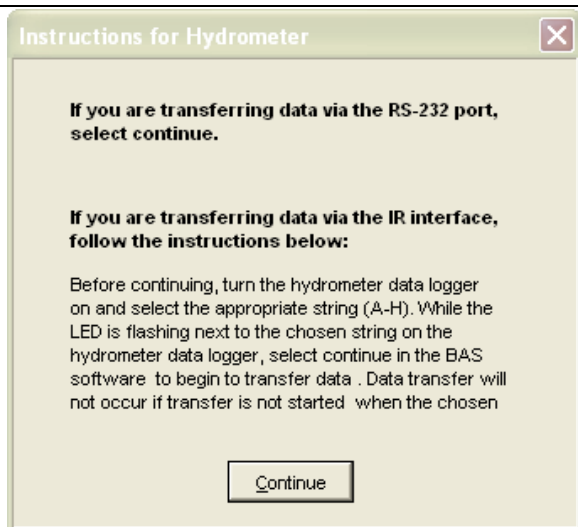 Instructions for Hydrometer
If you are transferring data via the RS-232 port,
select continue.
If you are transferring data via the IR interface,
follow the instructions below:
Before continuing, turn the hydrometer data logger
on and select the appropriate string (A-H). While the
LED is flashing next to the chosen string on the
hydrometer data logger, select continue in the BAS
software  to begin to transfer data . Data transfer will
not occur if transfer is not started  when the chosen
Continue